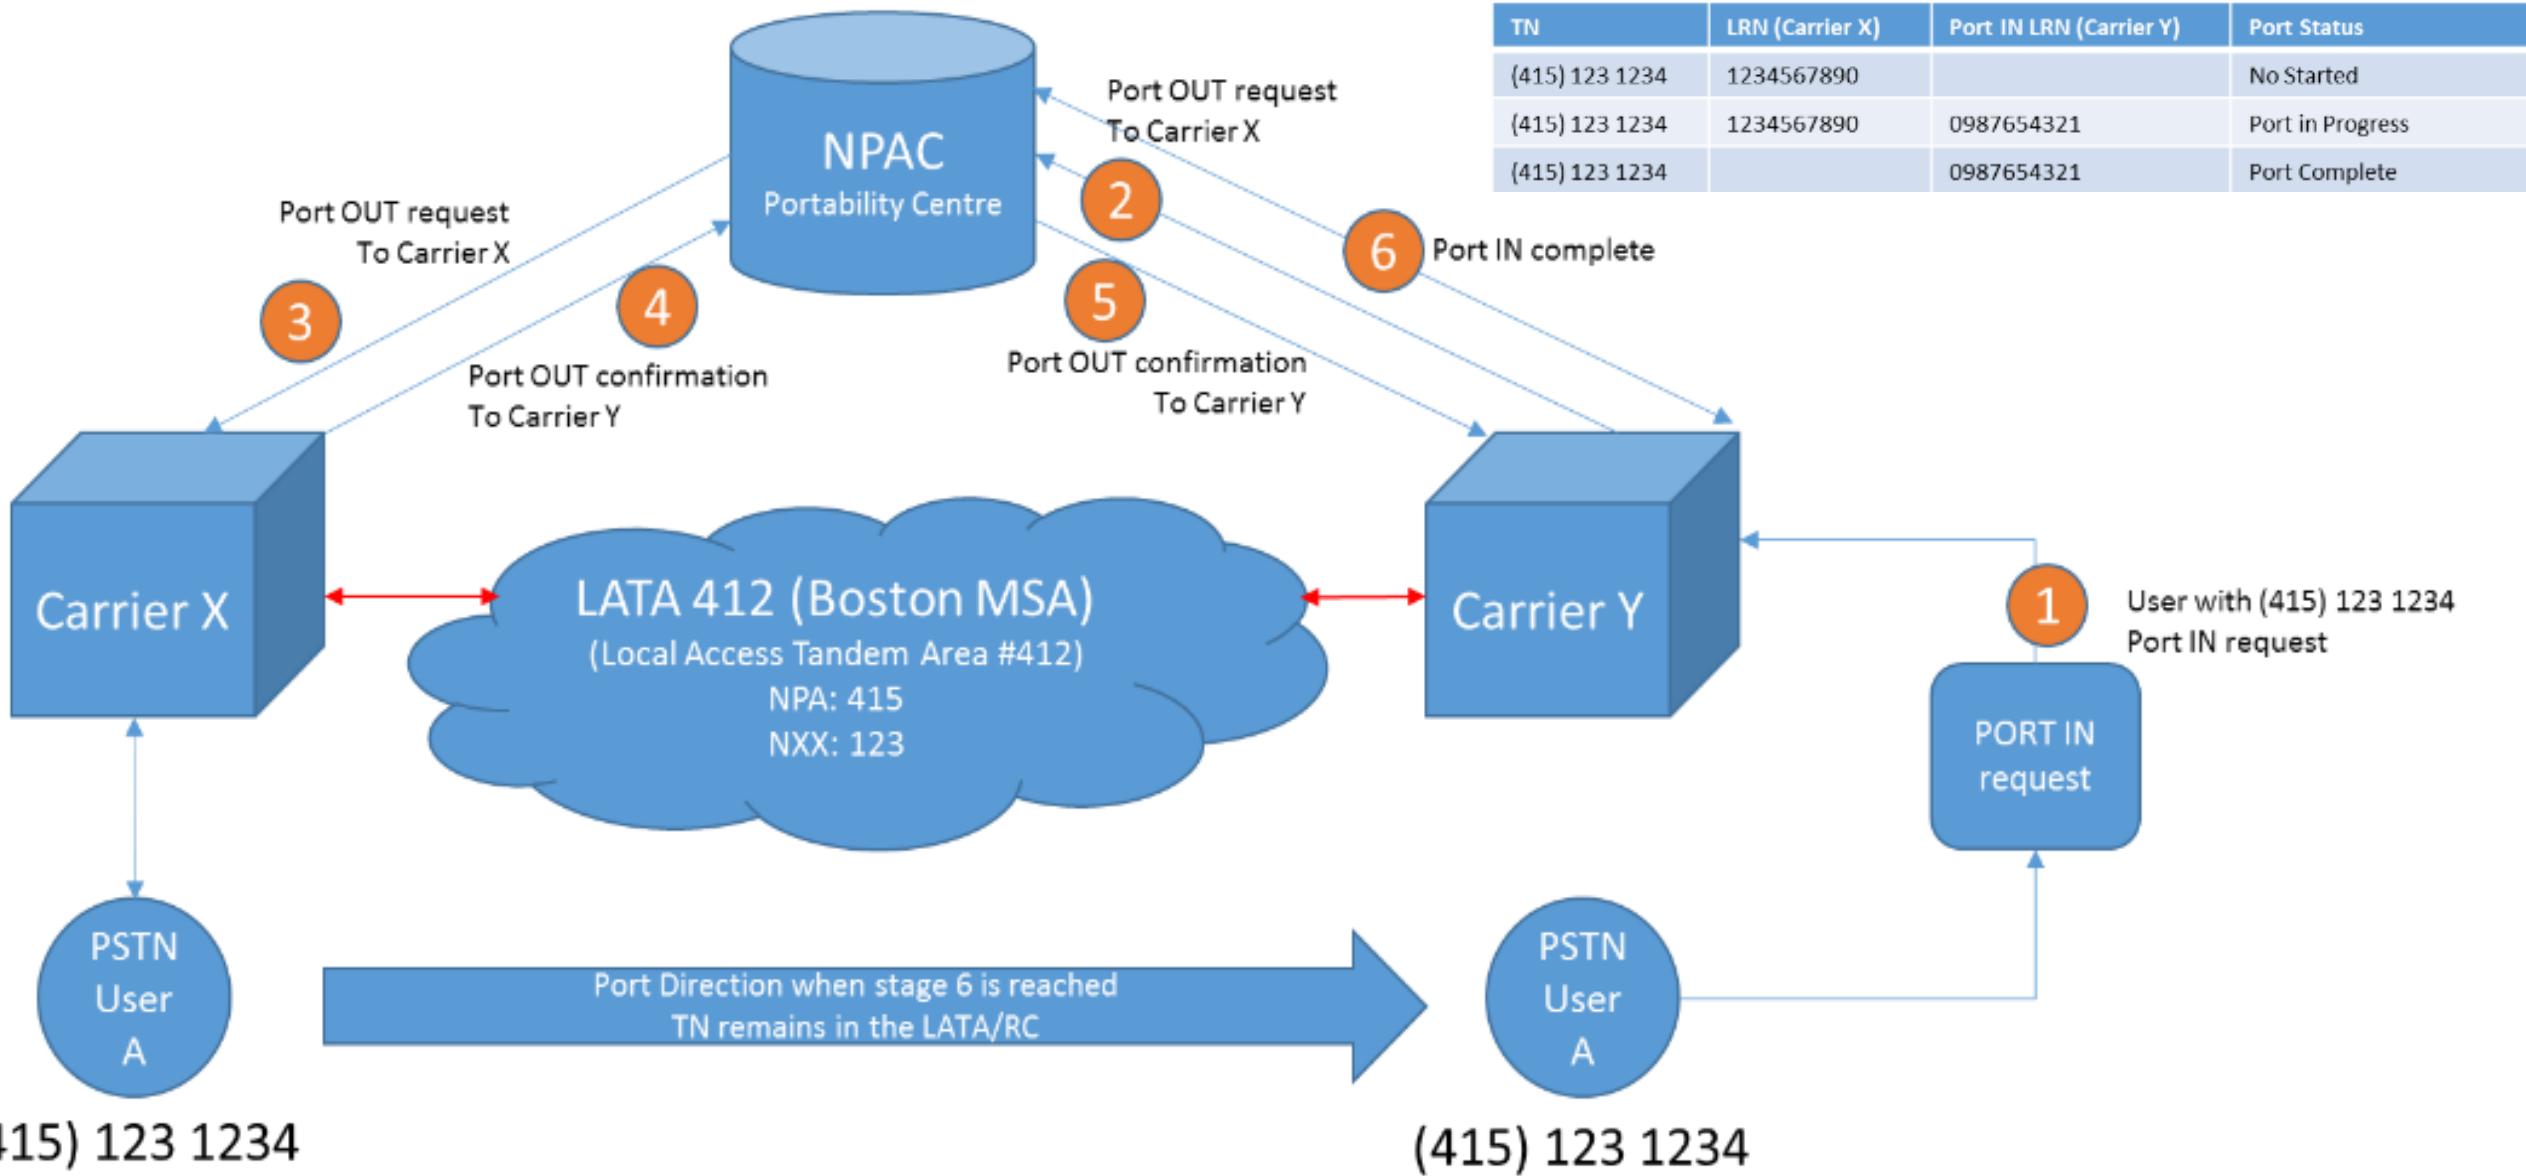 TN LRN (Carrier X) Port IN LRN (Carrier Y) Port Status
(415) 123 1234 1234567890 No Started
(415) 123 1234 1234567890 0987654321 Port in Progress
(415) 123 1234 0987654321 Port Complete
NPAC
Portability Centre
Port OUT request
To Carrier X
2
Port OUT request
To Carrier X
3
4
Port OUT confirmation
To Carrier Y
5
Port OUT confirmation
To Carrier Y
6
Port IN complete
Carrier X
LATA 412 (Boston MSA)
(Local Access Tandem Area #412)
NPA: 415
NXX: 123
Carrier Y
1
User with (415) 123 1234
Port IN request
PORT IN
request
PSTN
User
A
Port Direction when stage 6 is reached
TN remains in the LATA/RC
PSTN
User
A
415) 123 1234
(415) 123 1234